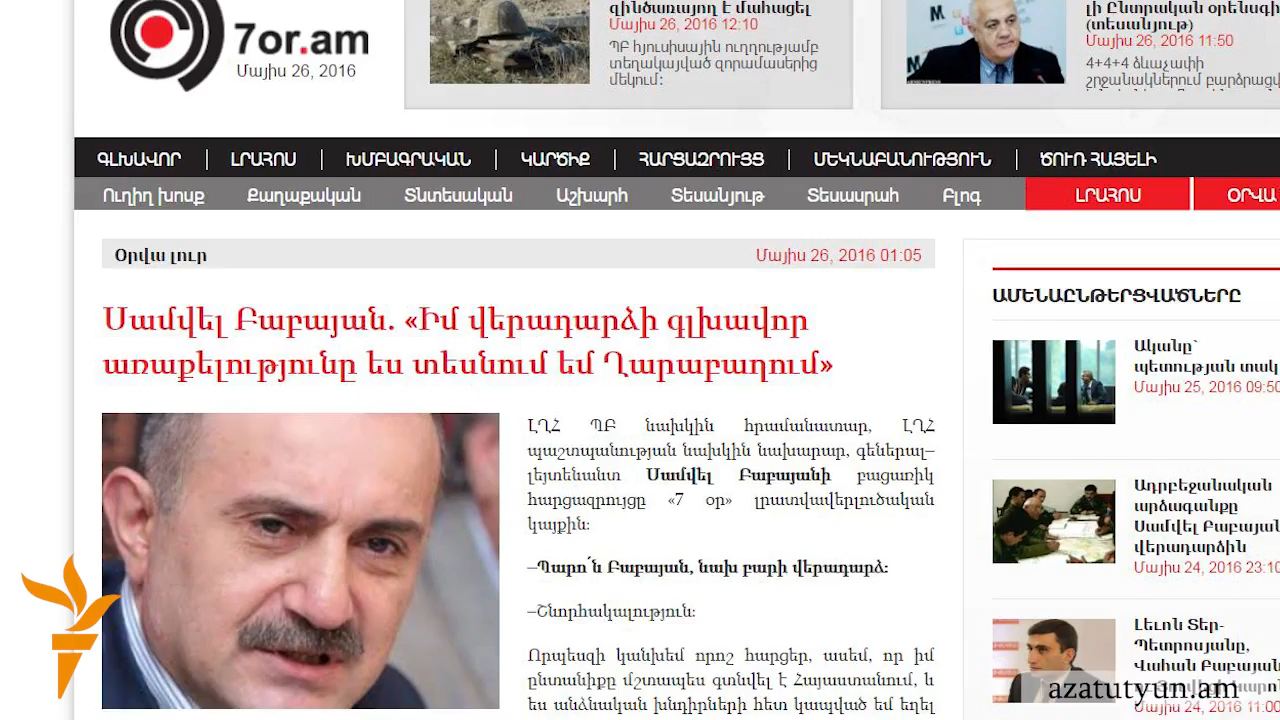 7or.am
Մայիս 26, 2016
զինծառայող է մահացել
Մայիս 26, 2016 12:10
ՊԲ հյուսիսային ուղղությամբ
տեղակայված զորամասերից
մեկում:
լի Ընտրական օրենսգի
(տեսանյութ)
Մայիս 26, 2016 11:50
4+4+4 ձևաչափի
շրջանակներում բարձրացվ
ԳԼԽԱՎՈՐ
ԼՐԱՀՈՍ
ԽՄԲԱԳՐԱԿԱՆ
ԿԱՐԾԻՔ
ՀԱՐՑԱԶՐՈՒՅՑ
ՄԵԿՆԱԲԱՆՈՒԹՅՈՒՆ
ԾՈՒՌ ՀԱՅԵԼԻ
Ուղիղ խոսք
Քաղաքական
Տնտեսական
Աշխարհ
Տեսանյութ
Տեսասրահ
Բլոգ
ԼՐԱՀՈՍ
ՕՐՎԱ
Օրվա լուր
Մայիս 26, 2016 01:05
Սամվել Բաբայան. «Իմ վերադարձի գլխավոր
առաքելությունը ես տեսնում եմ Ղարաբաղում»
ԼՂՀ ՊԲ նախկին հրամանատար, ԼՂՀ
պաշտպանության նախկին նախարար, գեներալ–
լեյտենանտ Սամվել Բաբայանի բացառիկ
հարցազրույցը «7 օր» լրատվավերլուծական
կայքին:
–Պարո՛ն Բաբայան, նախ բարի վերադարձ:
–Շնորհակալություն:
Որպեսզի կանխեմ որոշ հարցեր, ասեմ, որ իմ
ընտանիքը մշտապես գտնվել է Հայաստանում, և
ես անձնական խնդիրների հետ կապված եմ եղել
ԱՄԵՆԱԸՆԹԵՐՑՎԱԾՆԵՐԸ
Ականը՝
պետության տակ
Մայիս 25, 2016 09:50
Ադրբեջանական
արձագանքը
Սամվել Բաբայան
վերադարձին
Մայիս 24, 2016 23:10
Լեւոն Տեր-
Պետրոսյանը,
Վահան Բաբայան
Մայիս 24, 2016 11:00
azatutyun.am